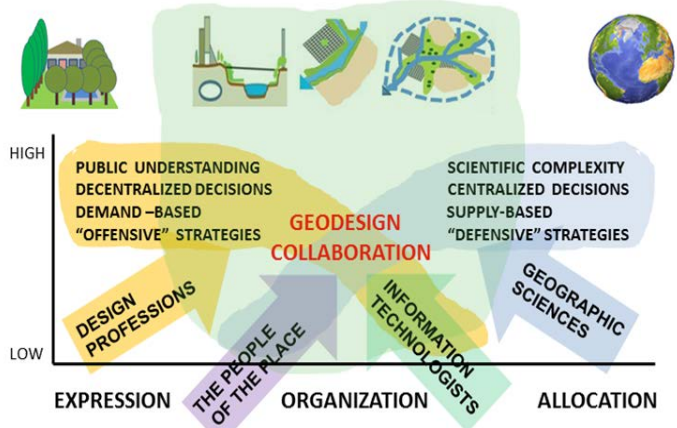 HIGH
PUBLIC UNDERSTANDING
DECENTRALIZED DECISIONS
DEMAND –BASED
“OFFENSIVE” STRATEGIES
SCIENTIFIC COMPLEXITY
CENTRALIZED DECISIONS
SUPPLY-BASED
“DEFENSIVE” STRATEGIES
GEODESIGN
COLLABORATION
DESIGN
PROFESSIONS
THE PEOPLE
OF THE PLACE
INFORMATION
TECHNOLOGISTS
GEOGRAPHIC
SCIENCES
LOW
EXPRESSION
ORGANIZATION
ALLOCATION